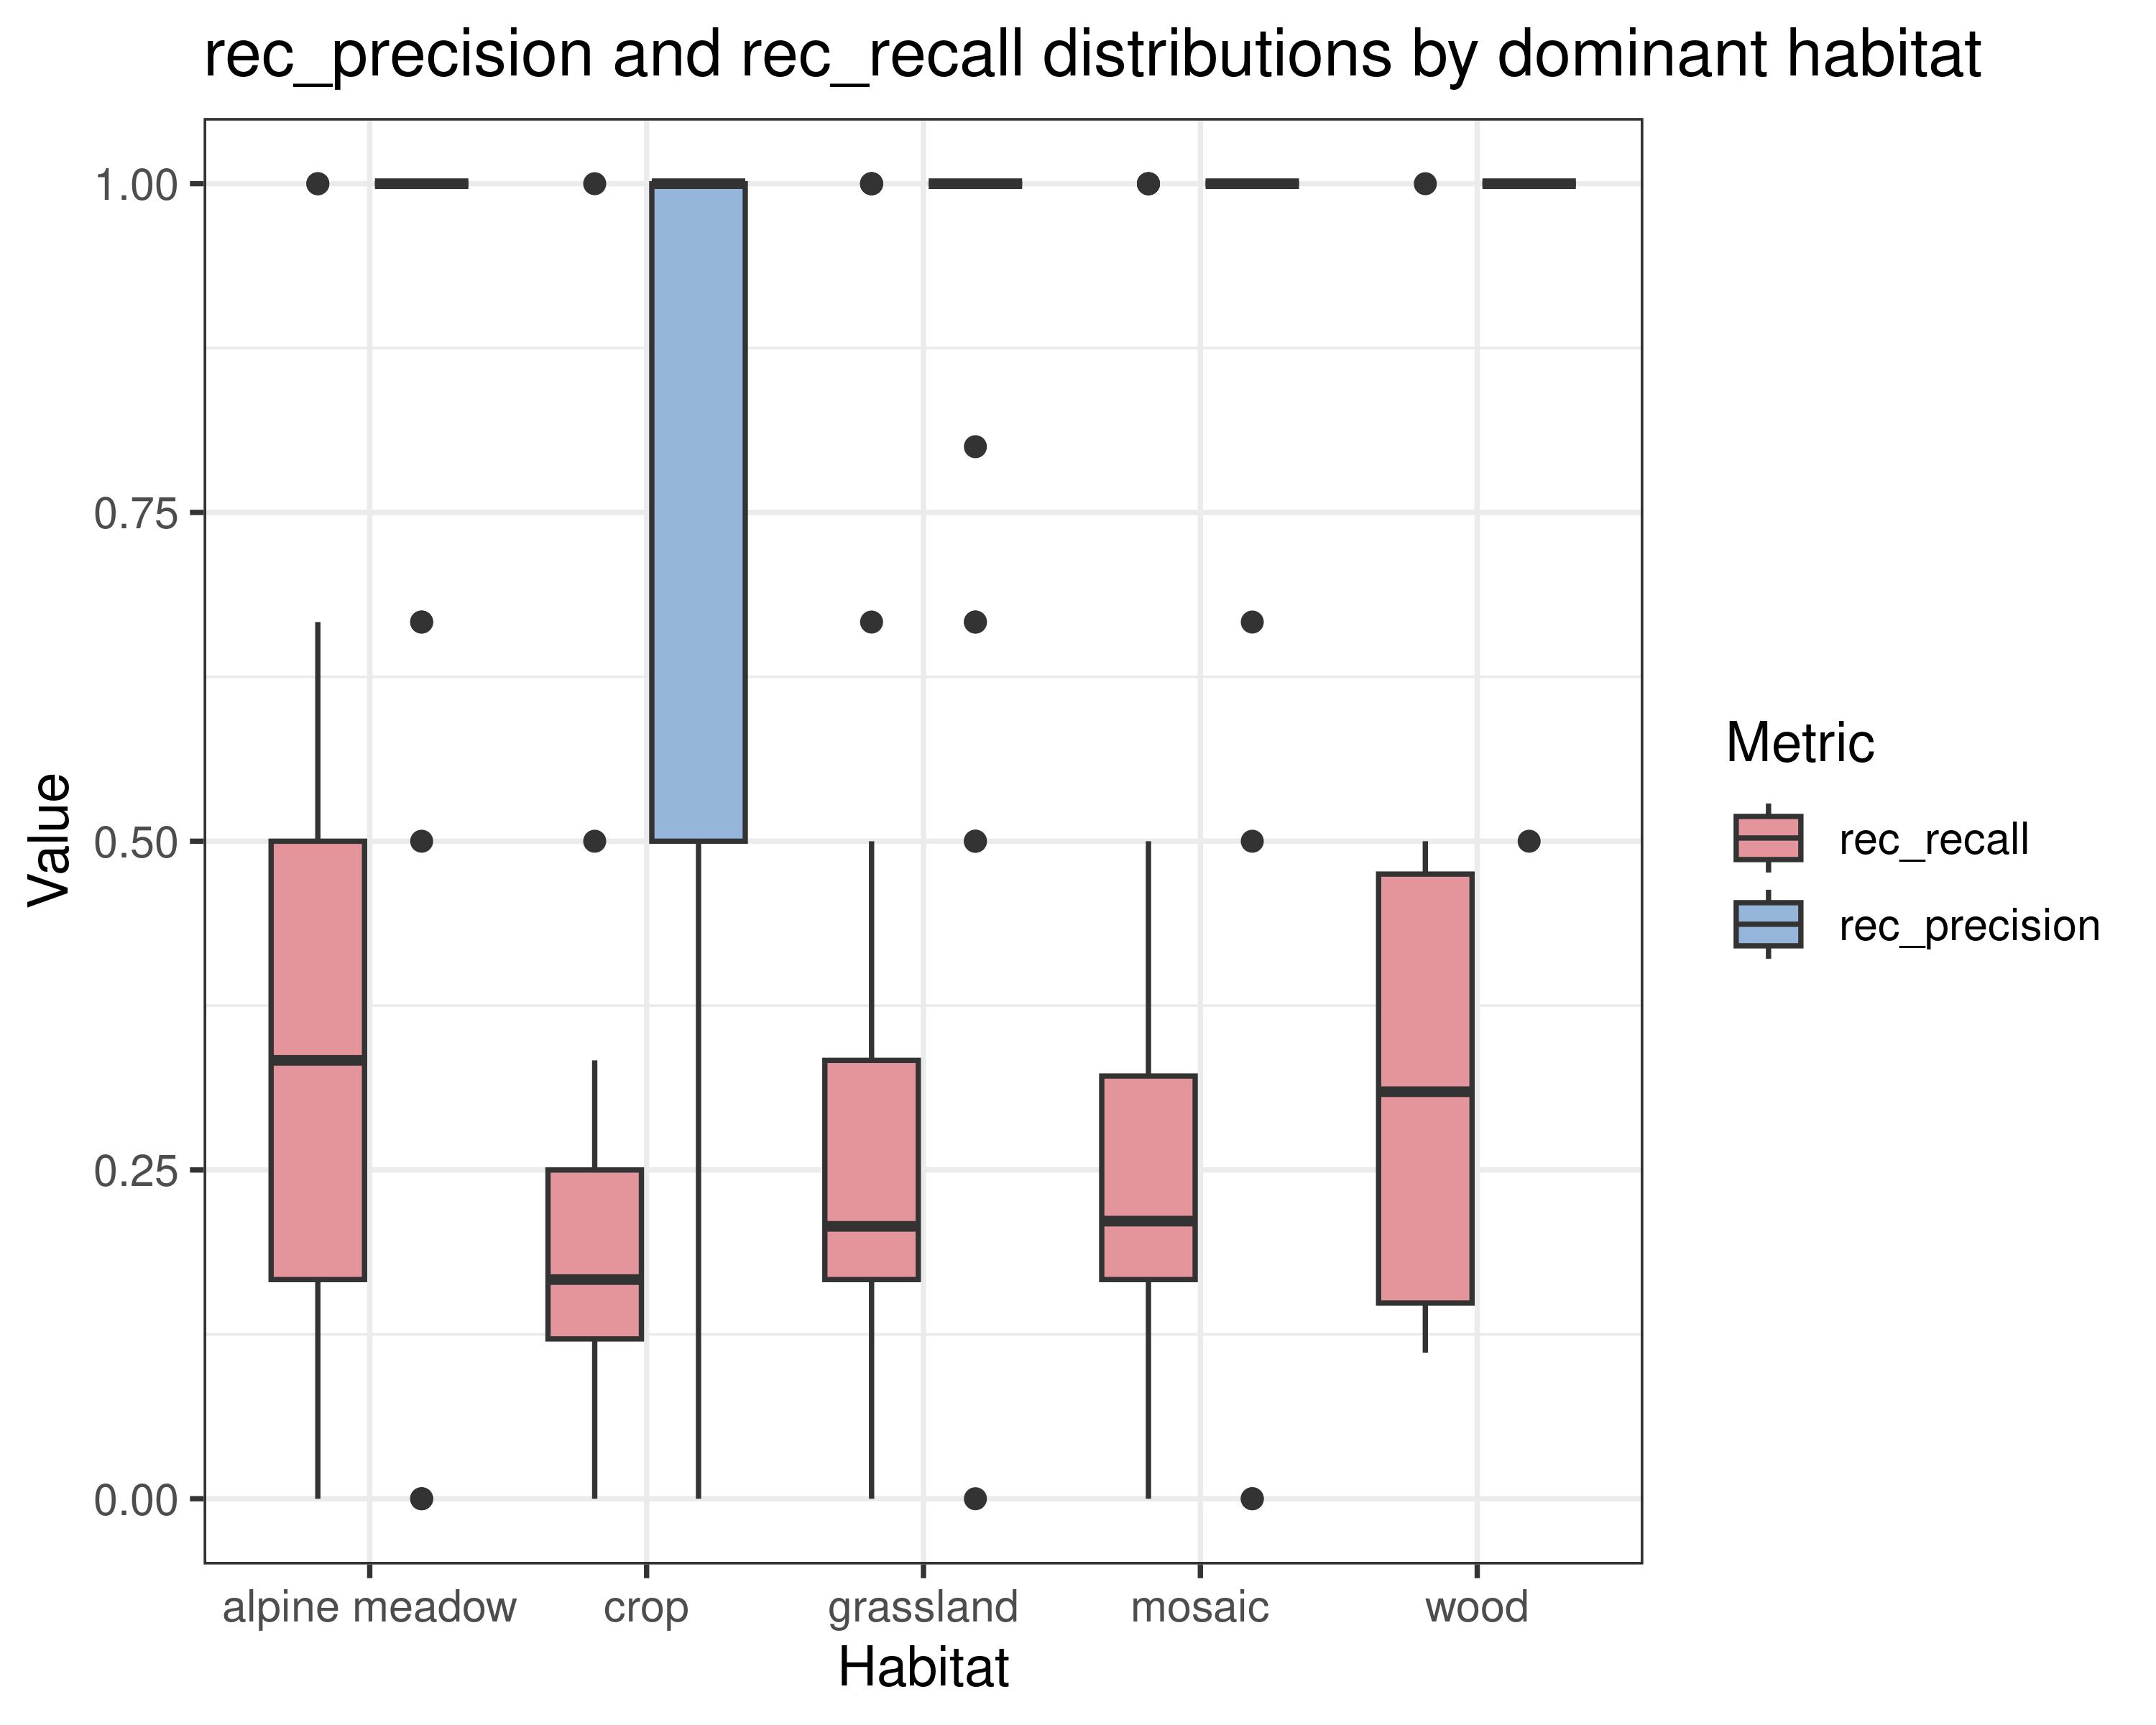 rec_precision and rec_recall distributions by dominant habitat
1.00
0.75
0.50
0.25
0.00
Value
alpine meadow
crop
grassland
mosaic
wood
Habitat
Metric
rec_recall
rec_precision